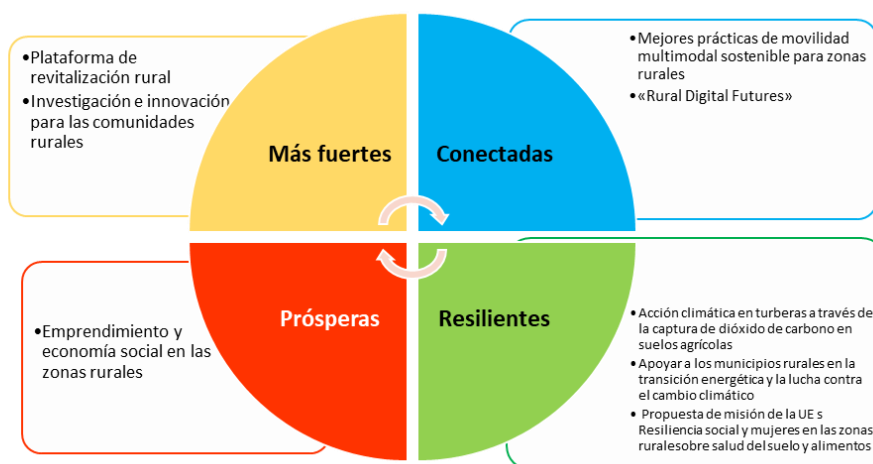 •Plataforma de
revitalización rural
•Investigación e innovación
para las comunidades
rurales
Más fuertes
Conectadas
•Mejores prácticas de movilidad
multimodal sostenible para zonas
rurales
•«Rural Digital Futures»
•Emprendimiento y
economía social en las
zonas rurales
Prósperas
Resilientes
•Acción climática en turberas a través de
la captura de dióxido de carbono en
suelos agrícolas
•Apoyar a los municipios rurales en la
transición energética y la lucha contra
el cambio climático
• Propuesta de misión de la UE s
Resiliencia social y mujeres en las zonas
ruralesobre salud del suelo y alimentos